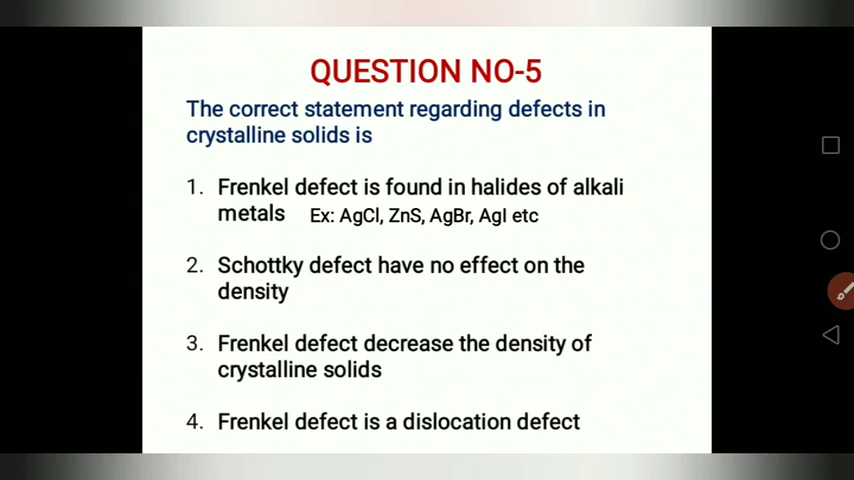 QUESTION NO-5
The correct statement regarding defects in
crystalline solids is
1. Frenkel defect is found in halides of alkali
metals Ex: AgCl, ZnS, AgBr, AgI etc
2. Schottky defect have no effect on the
density
3. Frenkel defect decrease the density of
crystalline solids
4. Frenkel defect is a dislocation defect